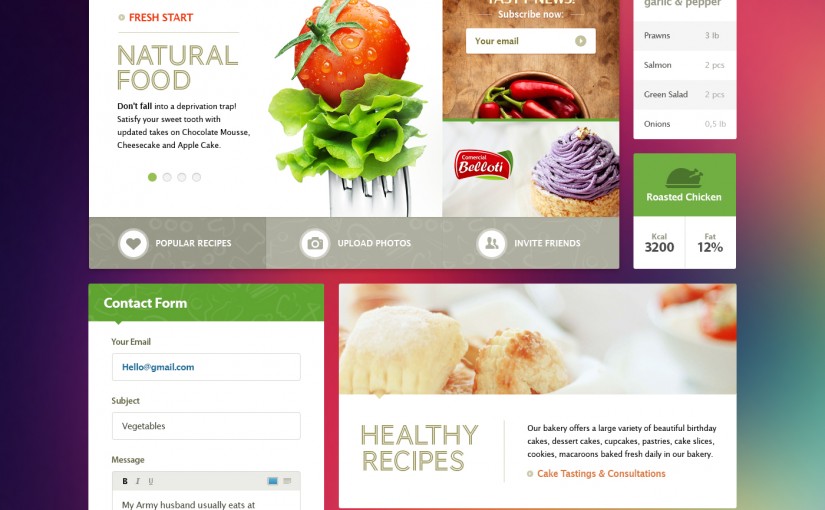 FRESH START
NATURAL
FOOD
Don't fall into a deprivation trap!
Satisfy your sweet tooth with
updated takes on Chocolate Mousse,
Cheesecake and Apple Cake.
TASTY NEWS!
Subscribe now:
Your email
Comercial
Belloti
garlic & pepper
Prawns 3 lb
Salmon 2 pcs
Green Salad 2 pcs
Onions 0,5 lb
Roasted Chicken
Kcal Fat
3200 12%
POPULAR RECIPES
UPLOAD PHOTOS
INVITE FRIENDS
Contact Form
Your Email
Hello@gmail.com
Subject
Vegetables
Message
B I U
My Army husband usually eats at
HEALTHY
RECIPES
Our bakery offers a large variety of beautiful birthday
cakes, dessert cakes, cupcakes, pastries, cake slices,
cookies, macaroons baked fresh daily in our bakery.
Cake Tastings & Consultations